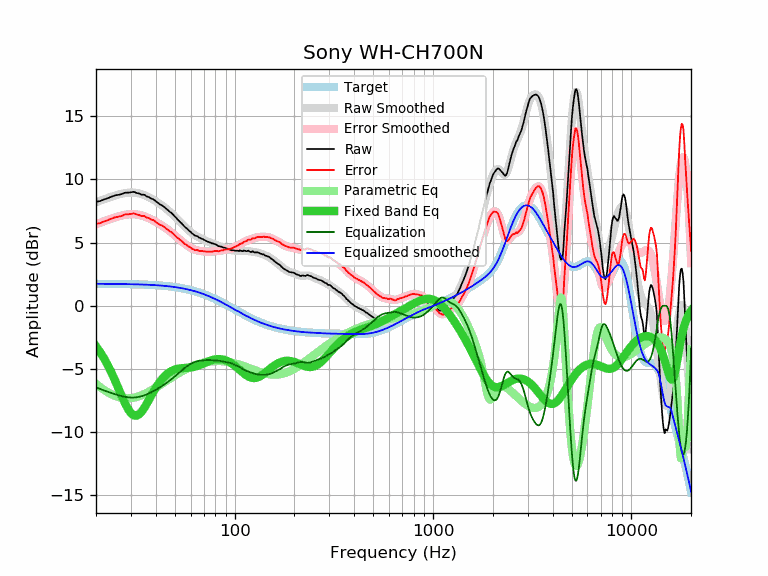 Sony WH-CH700N
Target
Raw Smoothed
Error Smoothed
Raw
Error
Parametric Eq
Fixed Band Eq
Equalization
Equalized smoothed
15
10
5
0
−5
−10
−15
Amplitude (dBr)
100 1000 10000
Frequency (Hz)